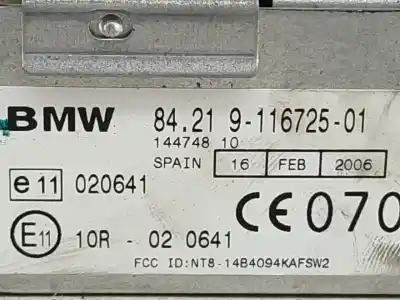 BMW 84.21 9-116725-01
144748 10
SPAIN 16 FEB 2006
e 11 020641
CE 070
E11 10R - 02 0641
FCC ID:NT8-14B4094KAFSW2